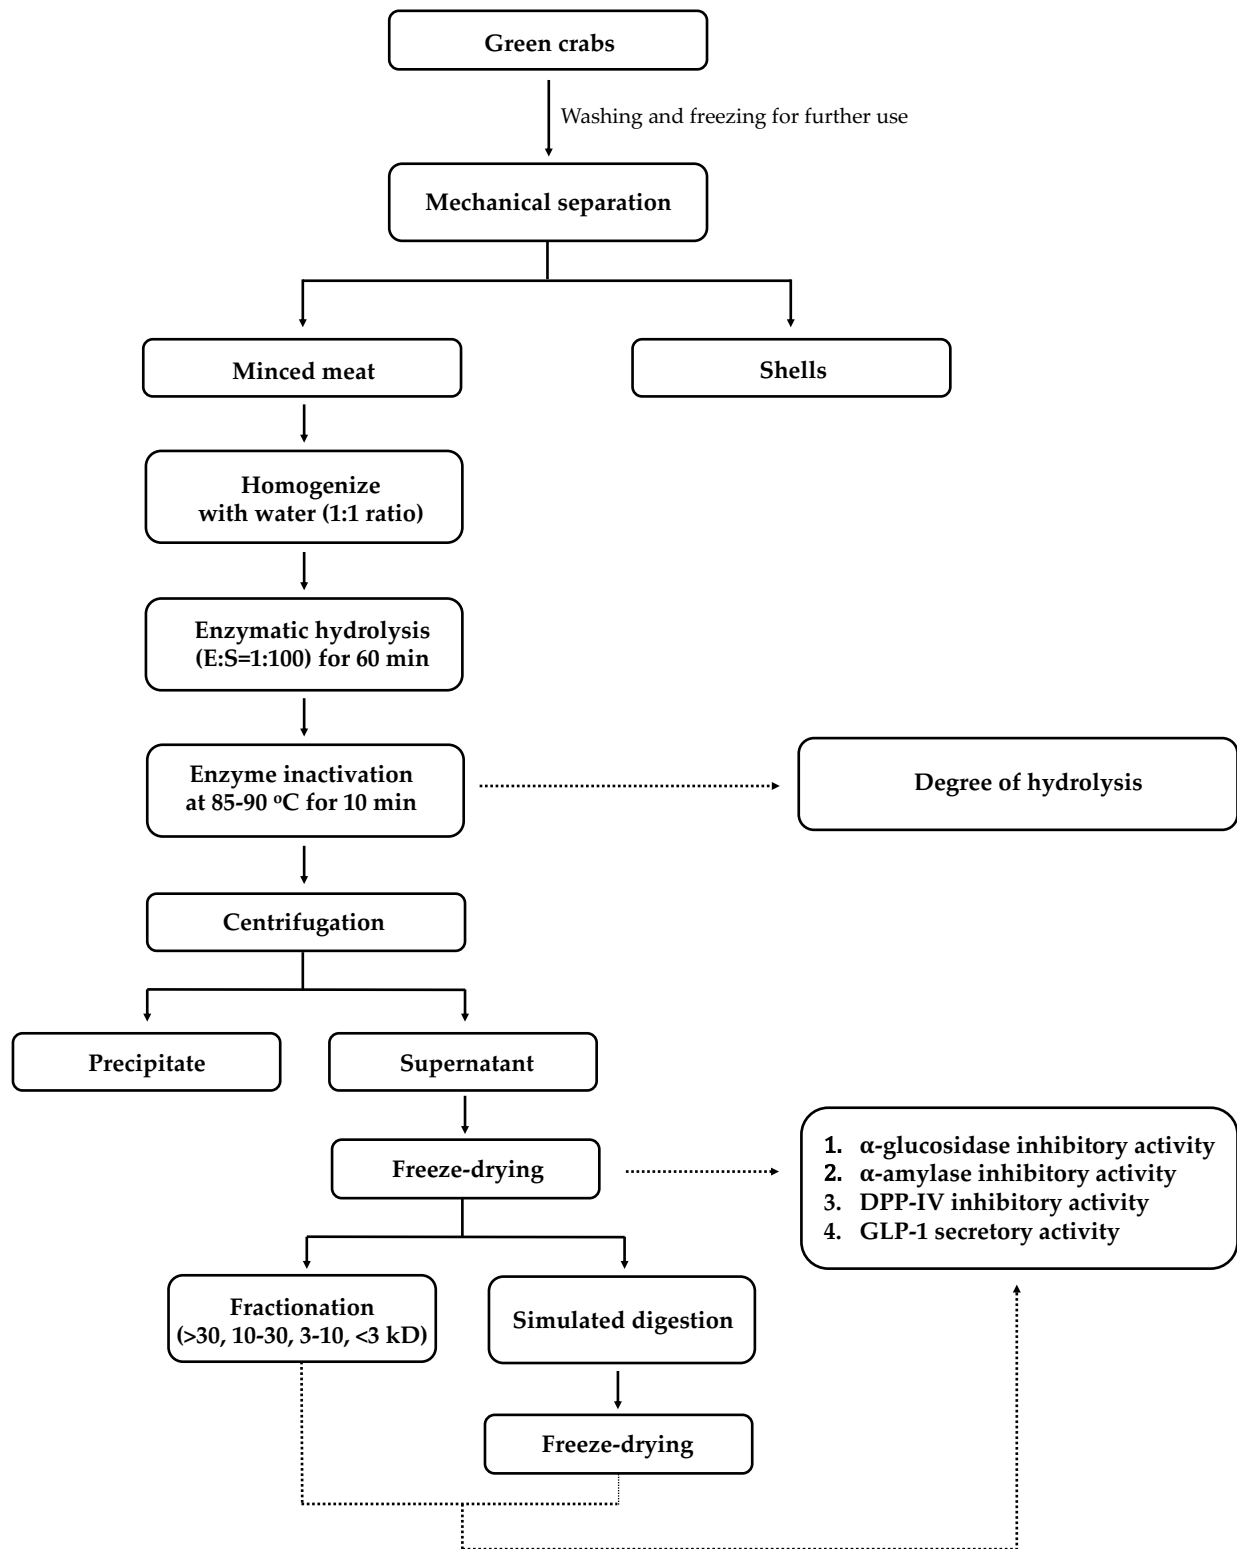 Green crabs
Washing and freezing for further use
Mechanical separation
Minced meat
Shells
Homogenize
with water (1:1 ratio)
Enzymatic hydrolysis
(E:S=1:100) for 60 min
Enzyme inactivation
at 85-90 ºC for 10 min
Degree of hydrolysis
Centrifugation
Precipitate
Supernatant
Freeze-drying
1. α-glucosidase inhibitory activity
2. α-amylase inhibitory activity
3. DPP-IV inhibitory activity
4. GLP-1 secretory activity
Fractionation
(>30, 10-30, 3-10, <3 kD)
Simulated digestion
Freeze-drying